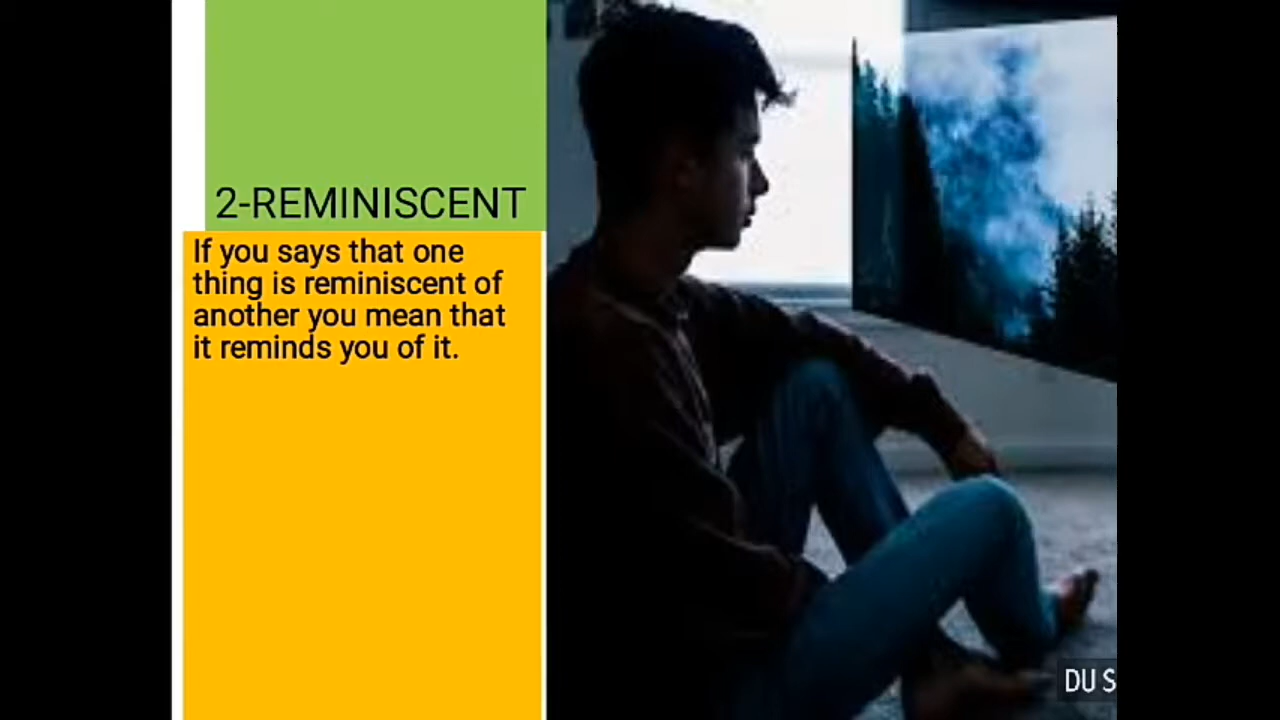 2-REMINISCENT
If you says that one
thing is reminiscent of
another you mean that
it reminds you of it.
DU S